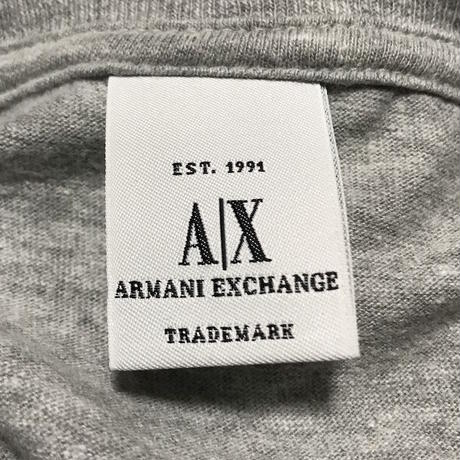 EST. 1991
A|X
ARMANI EXCHANGE
TRADEMARK